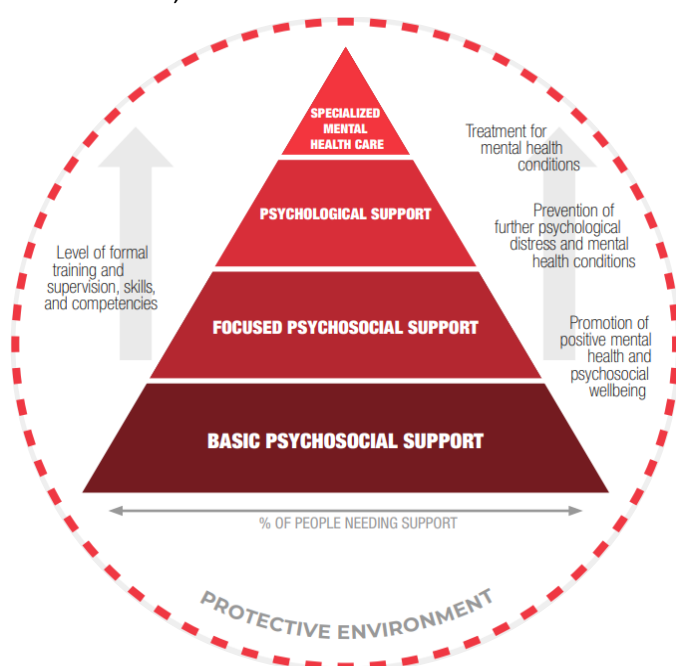 SPECIALIZED
MENTAL
HEALTH CARE
PSYCHOLOGICAL SUPPORT
FOCUSED PSYCHOSOCIAL SUPPORT
BASIC PSYCHOSOCIAL SUPPORT
Level of formal
training and
supervision, skills,
and competencies
Treatment for
mental health
conditions
Prevention of
further psychological
distress and mental
health conditions
Promotion of
positive mental
health and
psychosocial
wellbeing
% OF PEOPLE NEEDING SUPPORT
PROTECTIVE ENVIRONMENT